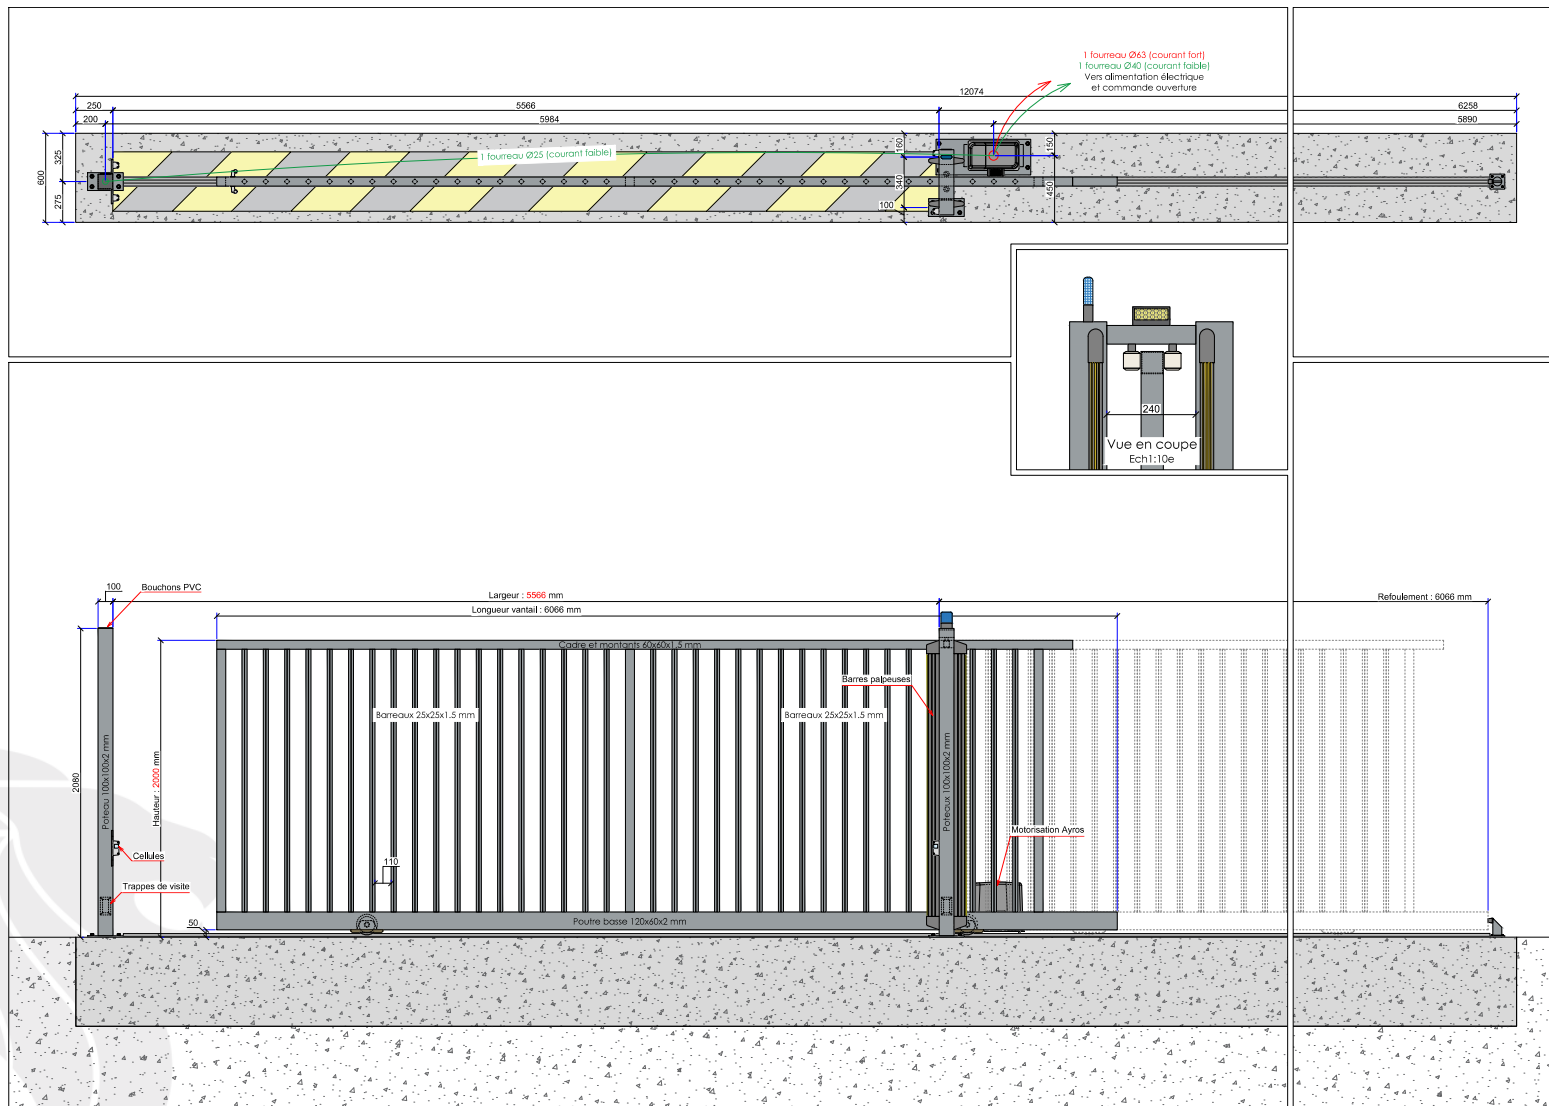 1 fourreau Ø63 (courant fort)
1 fourreau Ø40 (courant faible)
Vers alimentation électrique
et commande ouverture
12074
250
5566
6258
200
5984
5890
1 fourreau Ø25 (courant faible)
600
325
275
160
340
100
150
450
240
Vue en coupe
Ech1:10e
100
Bouchons PVC
Largeur : 5566 mm
Refoulement : 6066 mm
Longueur vantail : 6066 mm
Cadre et montants 60x60x1,5 mm
Barres palpeuses
Barreaux 25x25x1.5 mm
Barreaux 25x25x1.5 mm
2080
Poteau 100x100x2 mm
Hauteur : 2000 mm
Poteaux 100x100x2 mm
Motorisation Ayros
Cellules
110
Trappes de visite
50
Poutre basse 120x60x2 mm